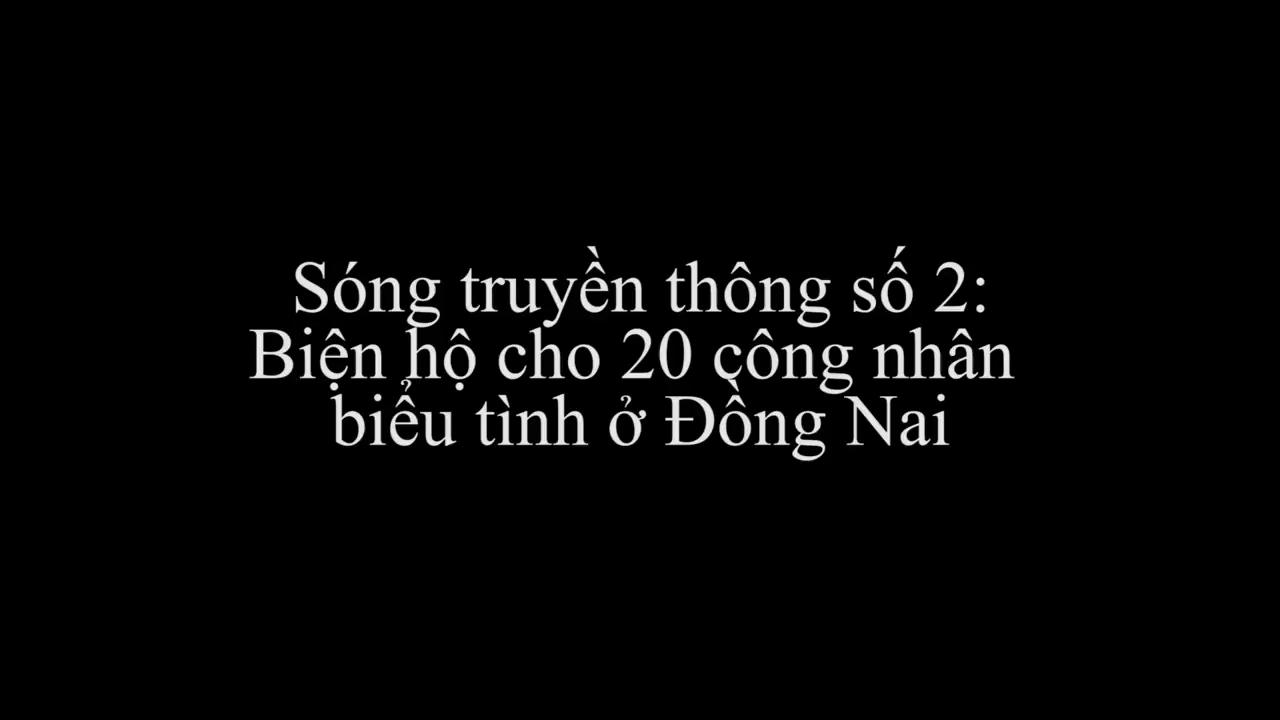 Sóng truyền thông số 2:
Biện hộ cho 20 công nhân
biểu tình ở Đồng Nai